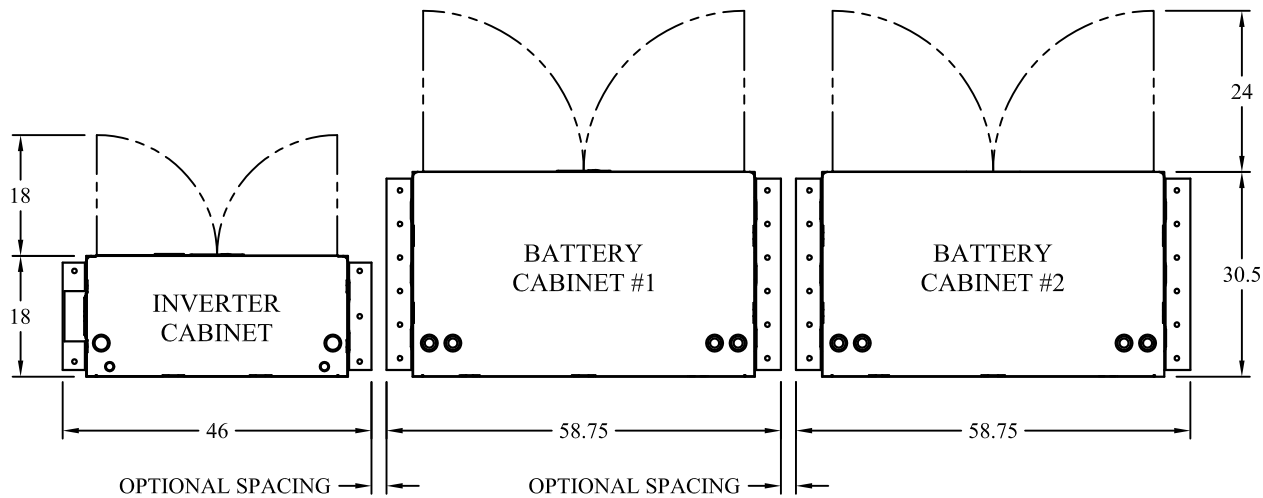 24
18
BATTERY
CABINET #1
BATTERY
CABINET #2
30.5
18
INVERTER
CABINET
46
58.75
58.75
OPTIONAL SPACING
OPTIONAL SPACING